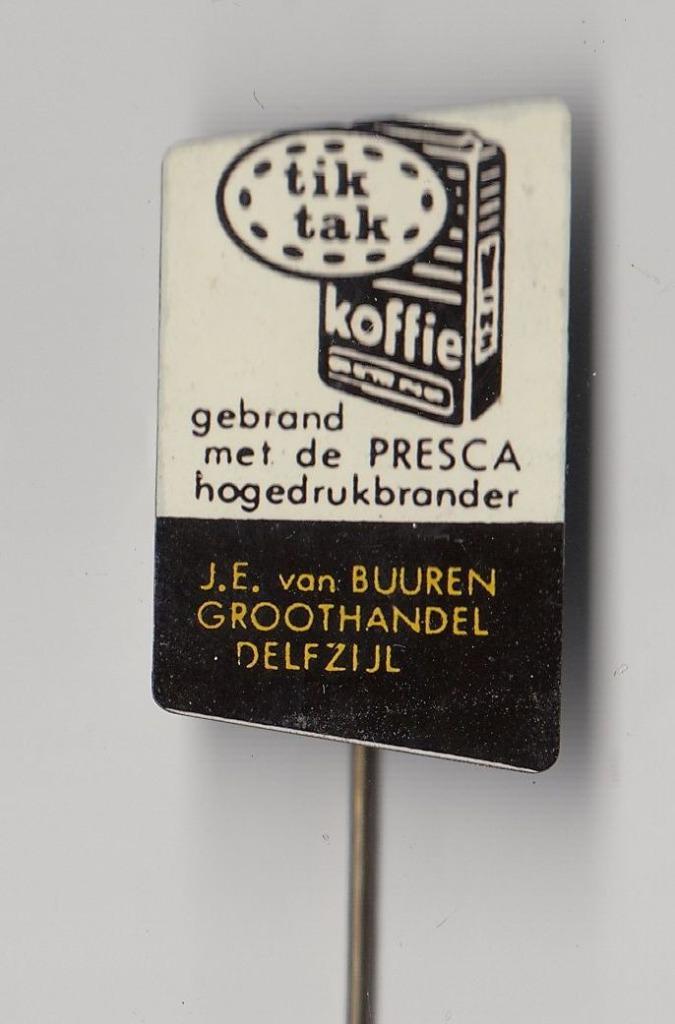 tik
tak
koffie
gebrand
met de PRESCA
hogedrukbrander
J.E. van BUUREN
GROOTHANDEL
DELFZIJL